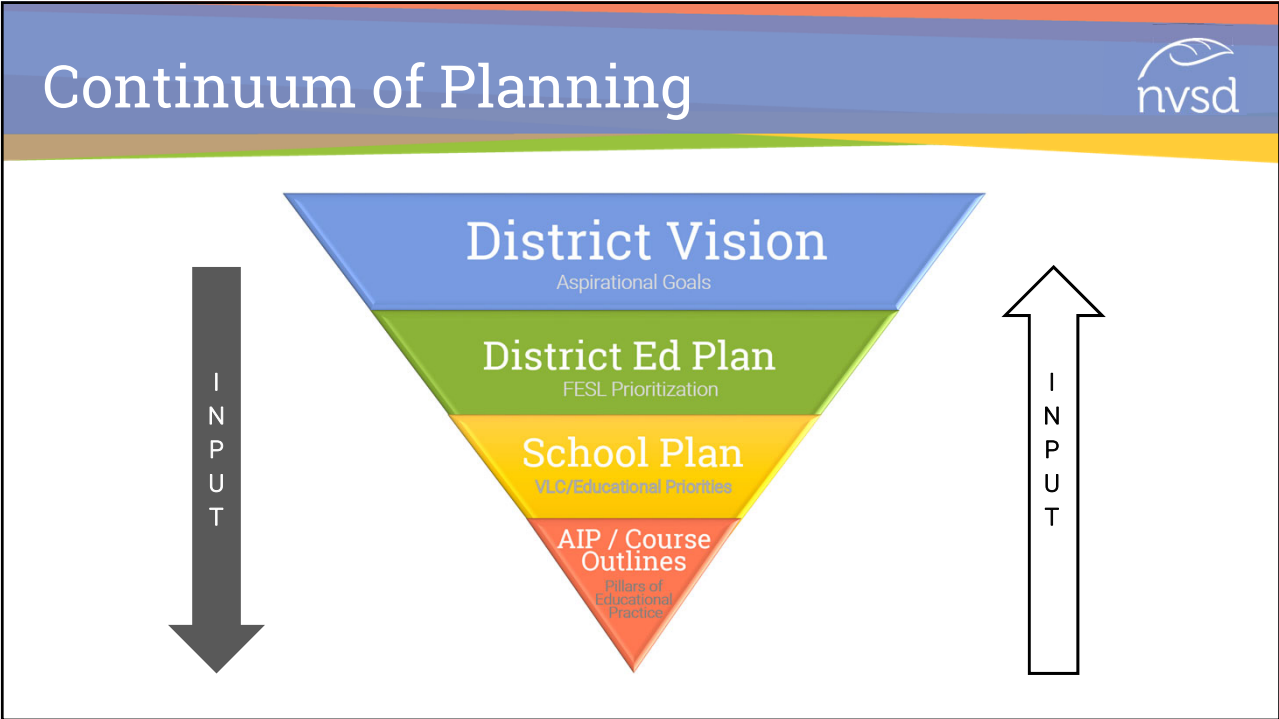 Continuum of Planning
nvsd
District Vision
Aspirational Goals
District Ed Plan
FESL Prioritization
School Plan
VLC/Educational Priorities
AIP / Course
Outlines
Pillars of
Educational
Practice
I
N
P
U
T
I
N
P
U
T